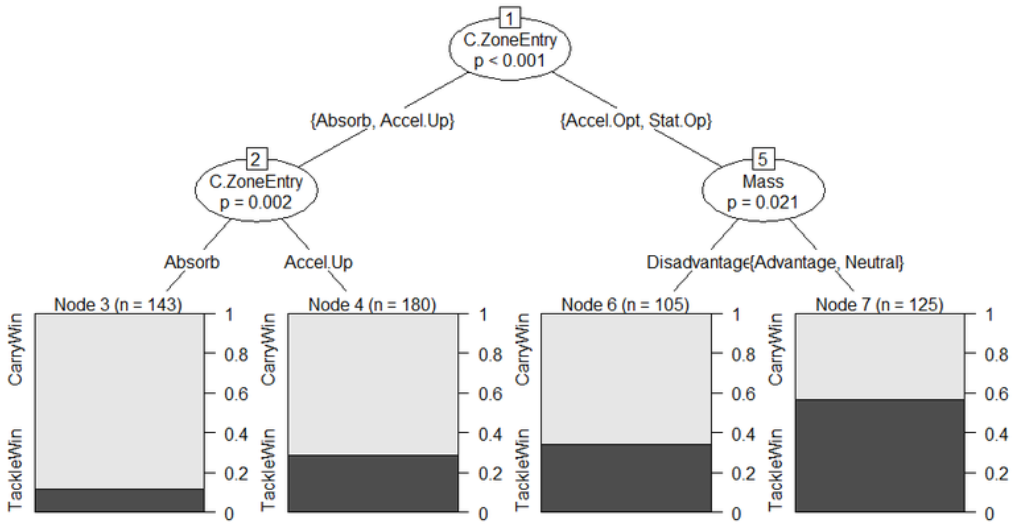 1
C.ZoneEntry
p < 0.001
{Absorb, Accel.Up}
{Accel.Opt, Stat.Op}
2
C.ZoneEntry
p = 0.002
5
Mass
p = 0.021
Absorb
Accel.Up
Disadvantage
{Advantage, Neutral}
Node 3 (n = 143)
CarryWin
TackleWin
1
0.8
0.6
0.4
0.2
0
Node 4 (n = 180)
CarryWin
TackleWin
1
0.8
0.6
0.4
0.2
0
Node 6 (n = 105)
CarryWin
TackleWin
1
0.8
0.6
0.4
0.2
0
Node 7 (n = 125)
CarryWin
TackleWin
1
0.8
0.6
0.4
0.2
0